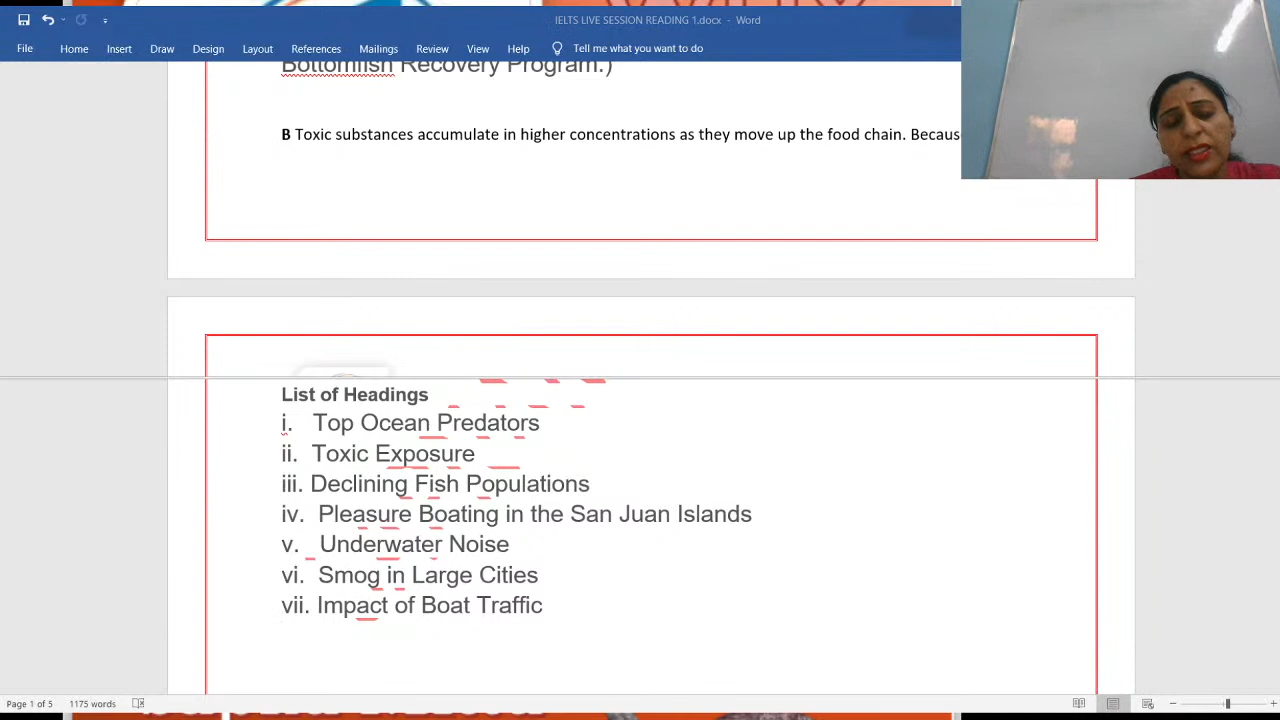 IELTS LIVE SESSION READING 1.docx - Word
File Home Insert Draw Design Layout References Mailings Review View Help Tell me what you want to do
Bottomfish Recovery Program.)
B Toxic substances accumulate in higher concentrations as they move up the food chain. Becaus
List of Headings
i. Top Ocean Predators
ii. Toxic Exposure
iii. Declining Fish Populations
iv. Pleasure Boating in the San Juan Islands
v. Underwater Noise
vi. Smog in Large Cities
vii. Impact of Boat Traffic
Page 1 of 5 1175 words